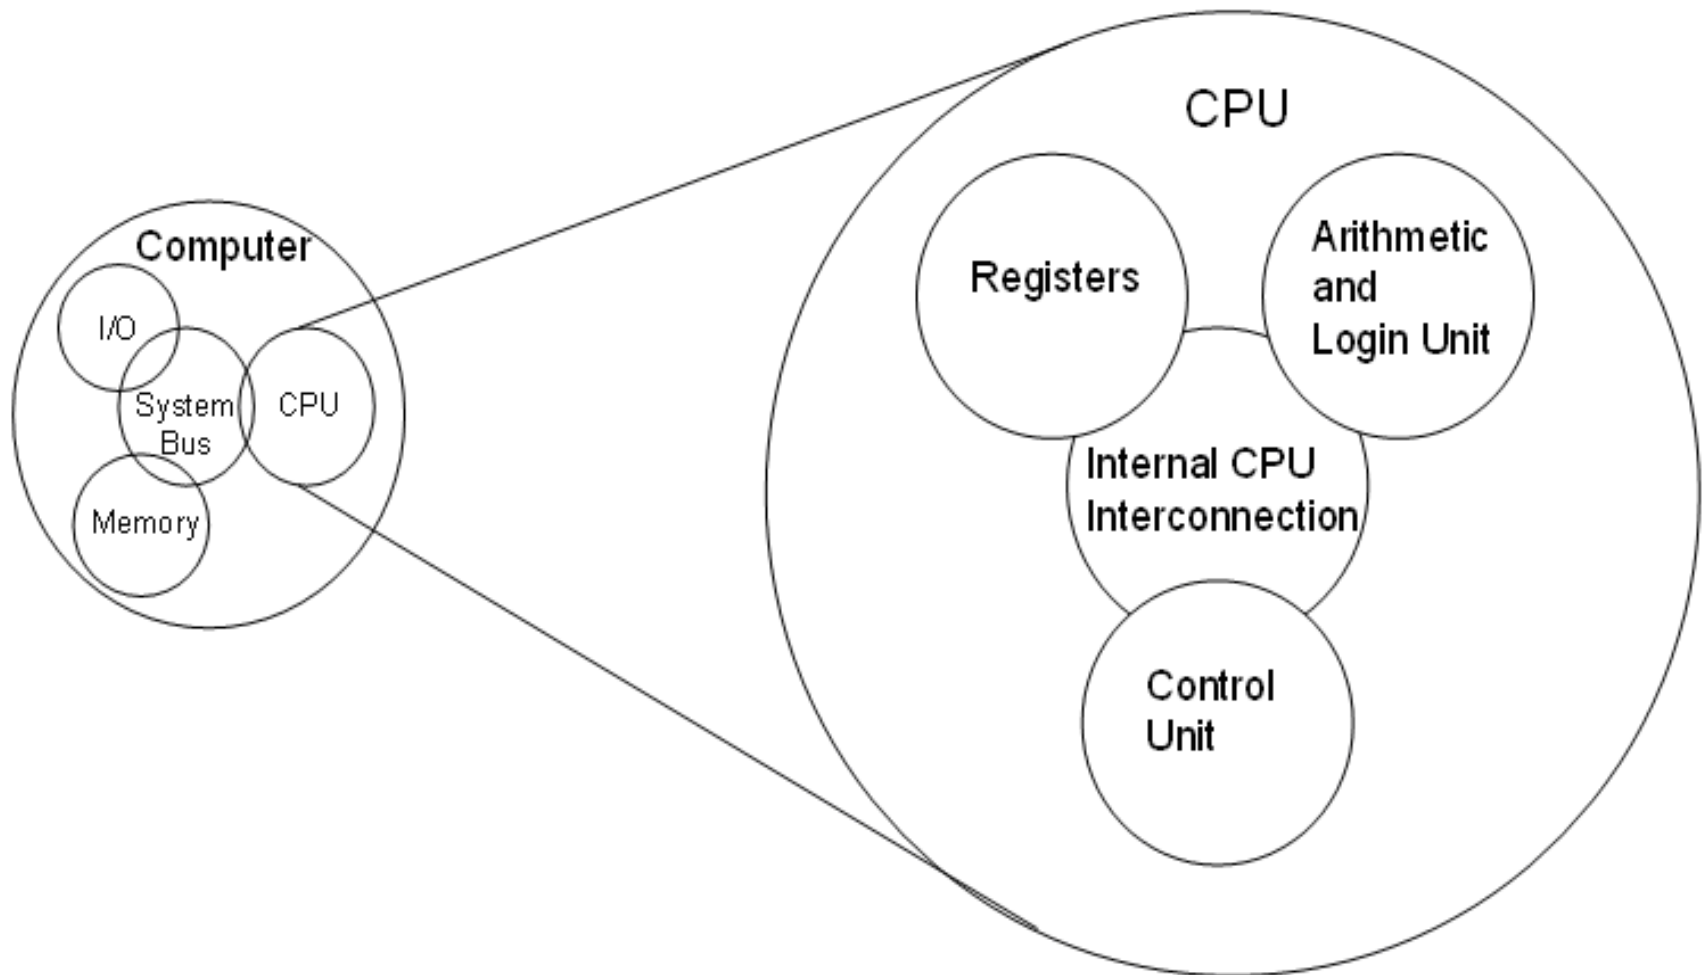 Computer
I/O
System
Bus
CPU
Memory
CPU
Registers
Arithmetic
and
Login Unit
Internal CPU
Interconnection
Control
Unit